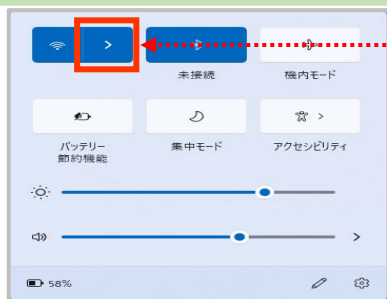 未接続
機内モード
バッテリー
節約機能
集中モード
アクセシビリティ
58%